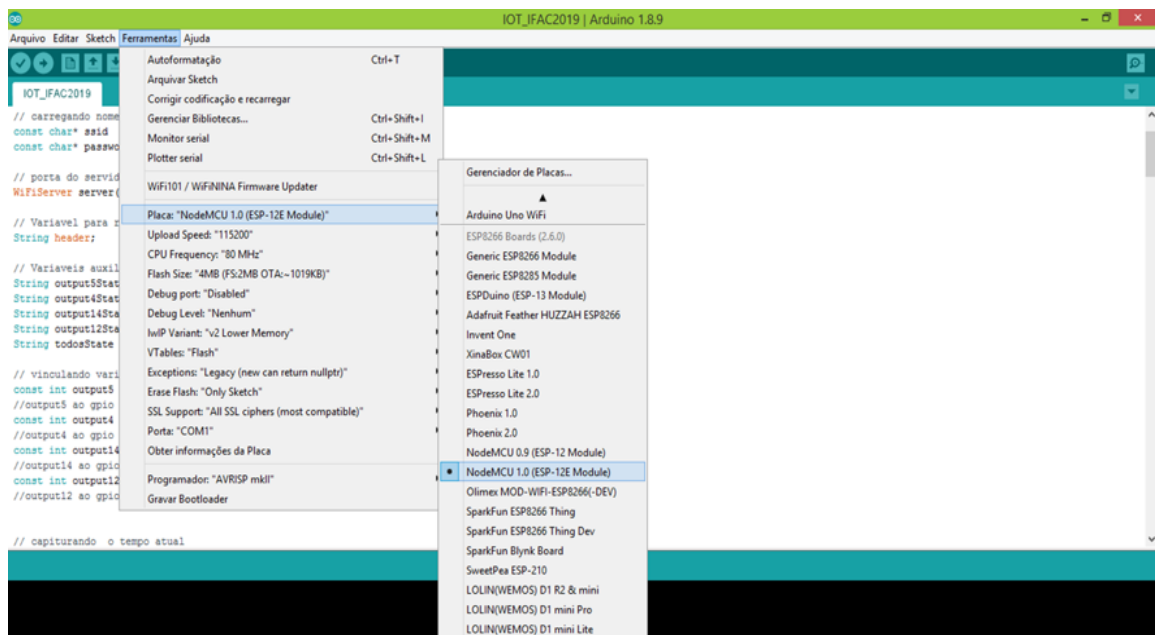 IOT_IFAC2019 | Arduino 1.8.9
Arquivo Editar Sketch Ferramentas Ajuda
IOT_IFAC2019
// carregando nome
const char* ssid
const char* passwo
// porta do servid
WiFiServer server(
// Variavel para r
String header;
// Variaveis auxil
String output5Stat
String output4Stat
String output14Sta
String output12Sta
String todosState
// vinculando vari
const int output5
//output5 ao gpio
const int output4
//output4 ao gpio
const int output14
//output14 ao gpio
const int output12
//output12 ao gpio
// capiturando o tempo atual
Autoformatação Ctrl+T
Arquivar Sketch
Corrigir codificação e recarregar
Gerenciar Bibliotecas... Ctrl+Shift+I
Monitor serial Ctrl+Shift+M
Plotter serial Ctrl+Shift+L
WiFi101 / WiFiNINA Firmware Updater
Placa: "NodeMCU 1.0 (ESP-12E Module)"
Upload Speed: "115200"
CPU Frequency: "80 MHz"
Flash Size: "4MB (FS:2MB OTA:~1019KB)"
Debug port: "Disabled"
Debug Level: "Nenhum"
lwIP Variant: "v2 Lower Memory"
VTables: "Flash"
Exceptions: "Legacy (new can return nullptr)"
Erase Flash: "Only Sketch"
SSL Support: "All SSL ciphers (most compatible)"
Porta: "COM1"
Obter informações da Placa
Programador: "AVRISP mkII"
Gravar Bootloader
Gerenciador de Placas...
Arduino Uno WiFi
ESP8266 Boards (2.6.0)
Generic ESP8266 Module
Generic ESP8285 Module
ESPDuino (ESP-13 Module)
Adafruit Feather HUZZAH ESP8266
Invent One
XinaBox CW01
ESPresso Lite 1.0
ESPresso Lite 2.0
Phoenix 1.0
Phoenix 2.0
NodeMCU 0.9 (ESP-12 Module)
NodeMCU 1.0 (ESP-12E Module)
Olimex MOD-WIFI-ESP8266(-DEV)
SparkFun ESP8266 Thing
SparkFun ESP8266 Thing Dev
SparkFun Blynk Board
SweetPea ESP-210
LOLIN(WEMOS) D1 R2 & mini
LOLIN(WEMOS) D1 mini Pro
LOLIN(WEMOS) D1 mini Lite